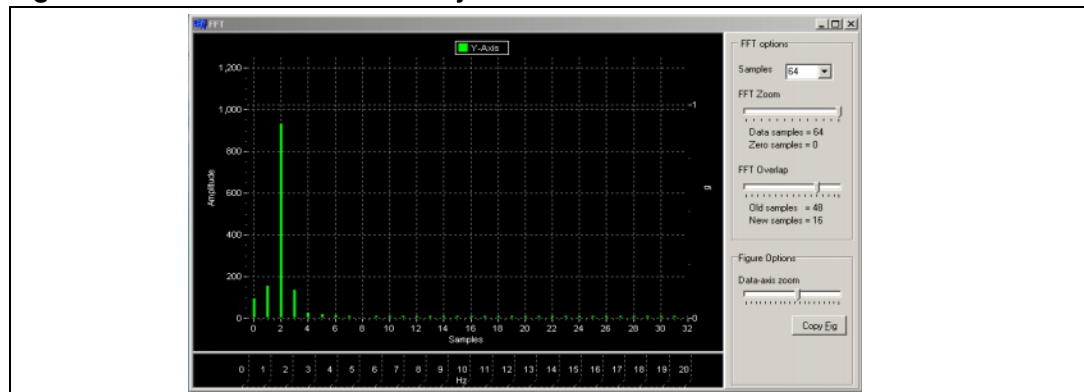 FFT
Y-Axis
1,200
1,000
800
600
400
200
0
Amplitude
1
0
g
0 2 4 6 8 10 12 14 16 18 20 22 24 26 28 30 32
Samples
0 1 2 3 4 5 6 7 8 9 10 11 12 13 14 15 16 17 18 19 20
Hz
FFT options
Samples 64
FFT Zoom
Data samples = 64
Zero samples = 0
FFT Overlap
Old samples = 48
New samples = 16
Figure Options
Data-axis zoom
Copy Fig